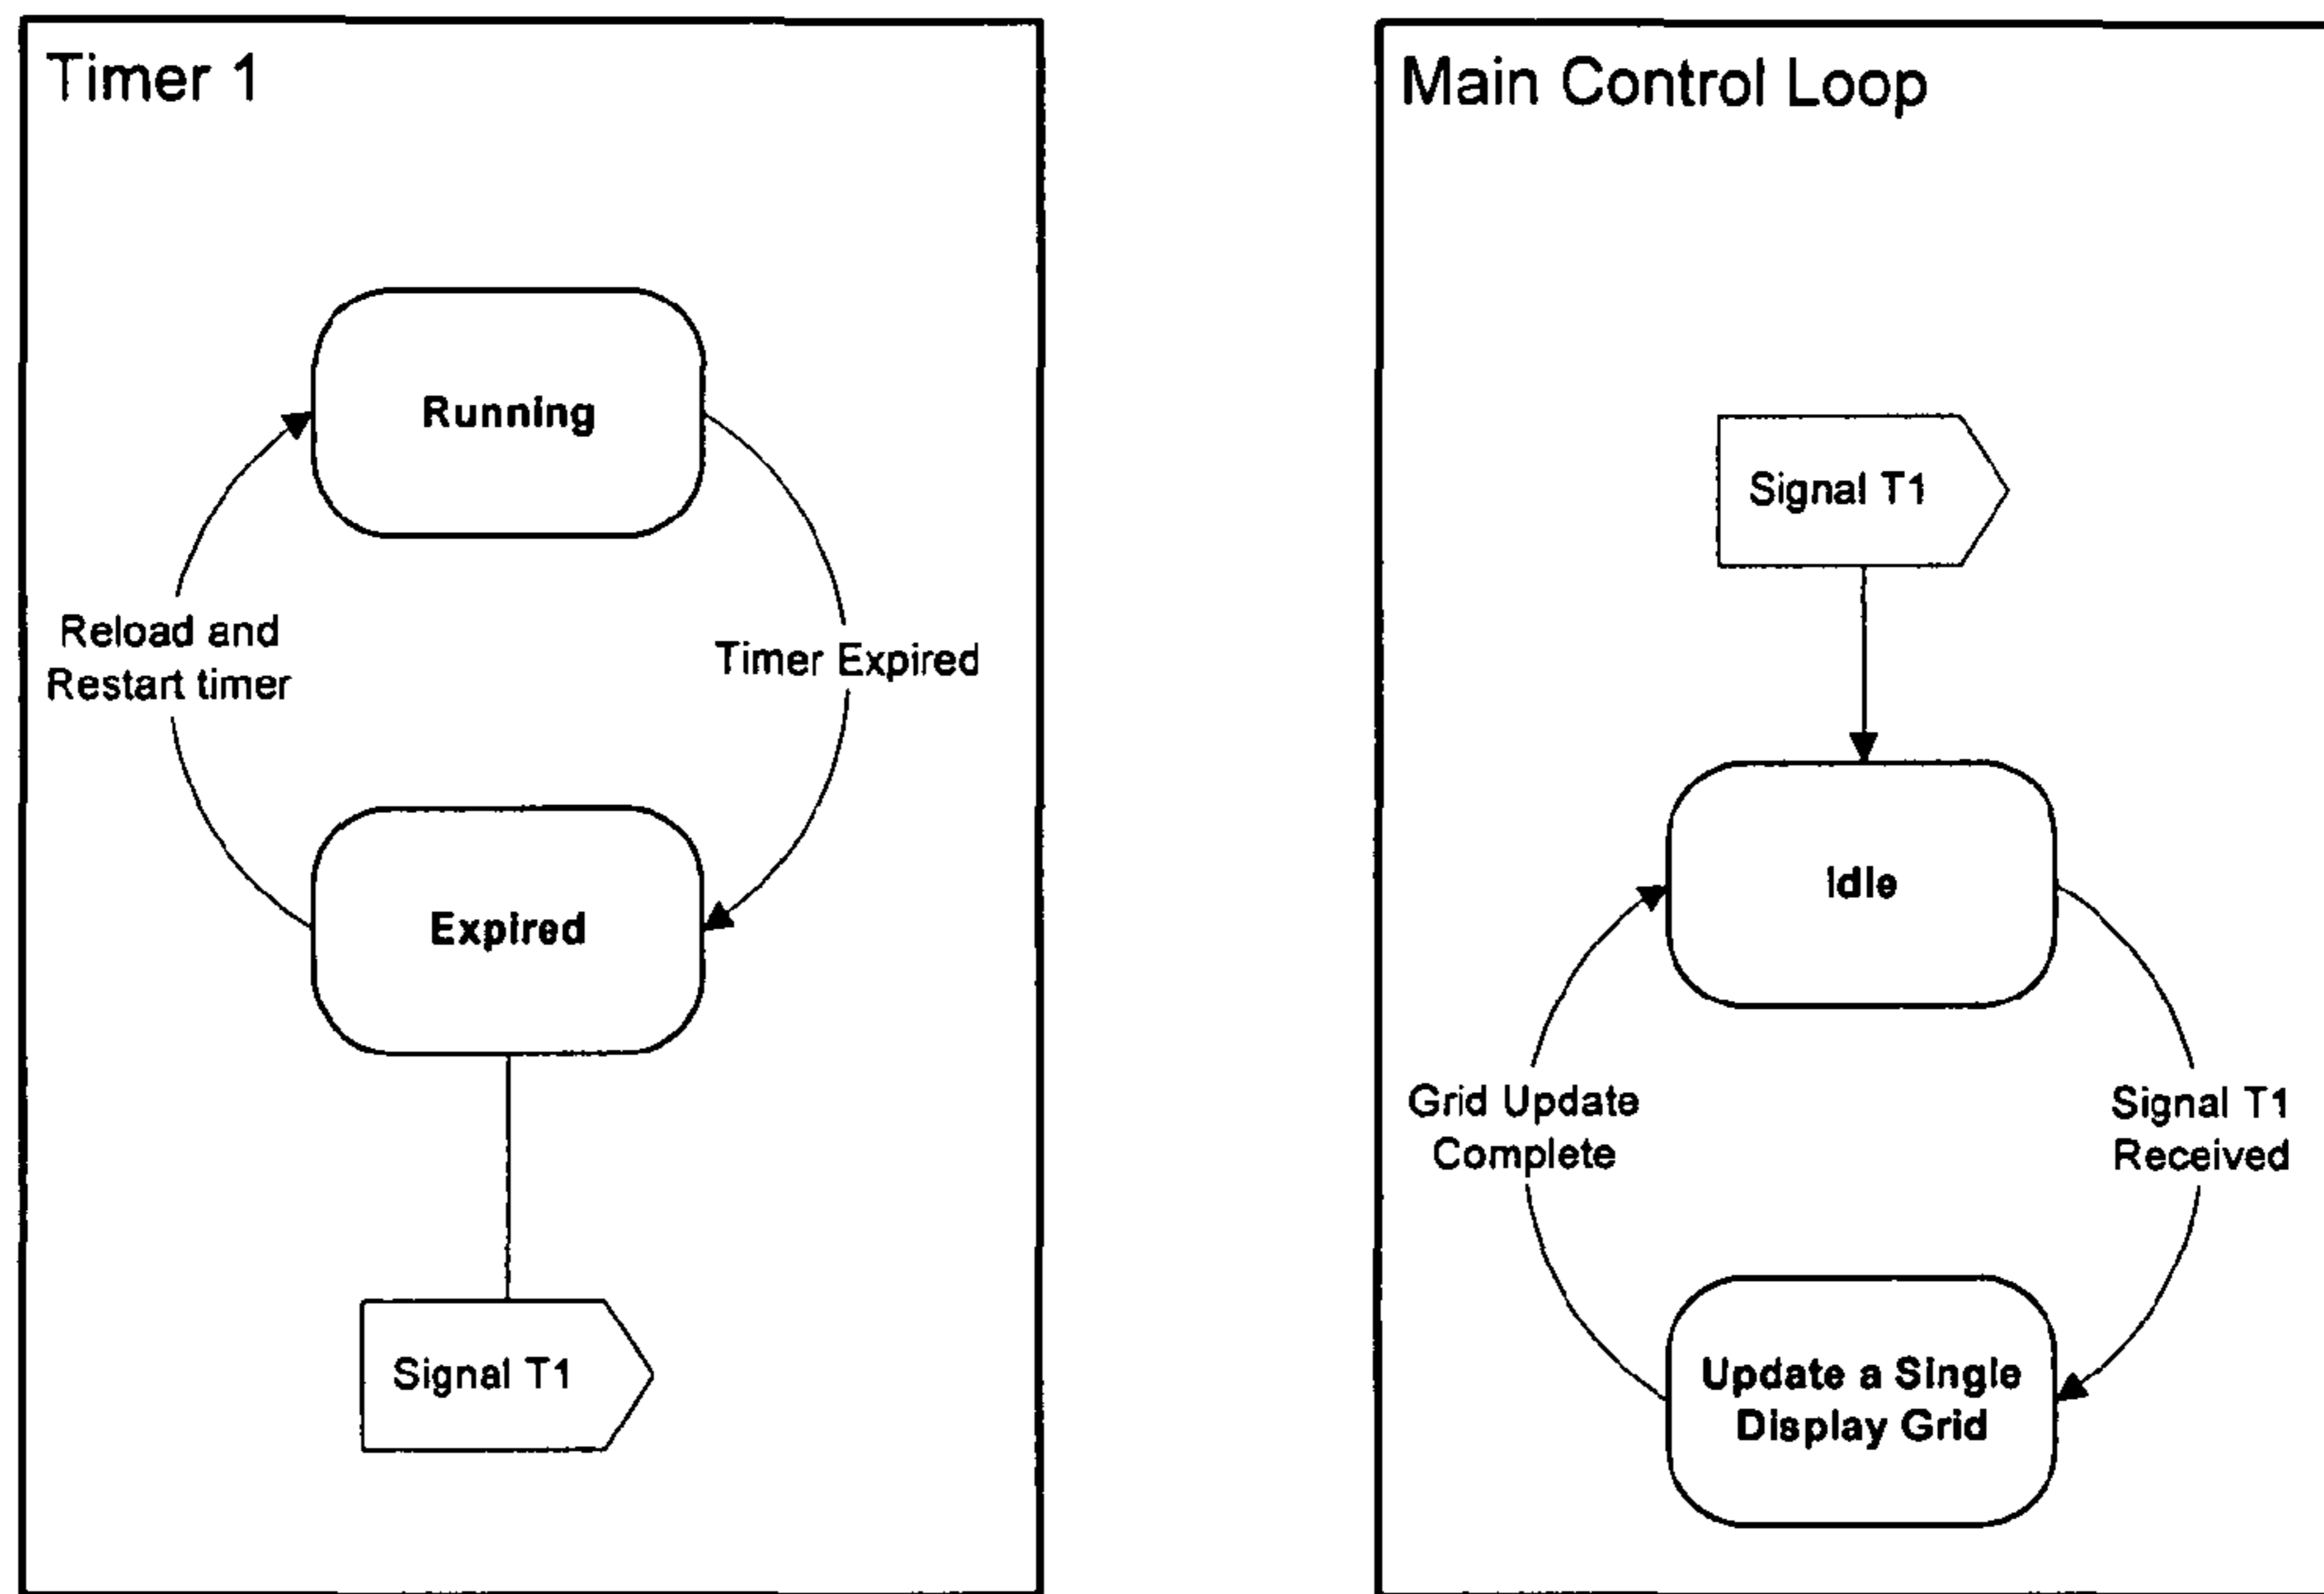 Timer 1
Running
Reload and
Restart timer
Timer Expired
Expired
Signal T1
Main Control Loop
Signal T1
Idle
Grid Update
Complete
Signal T1
Received
Update a Single
Display Grid